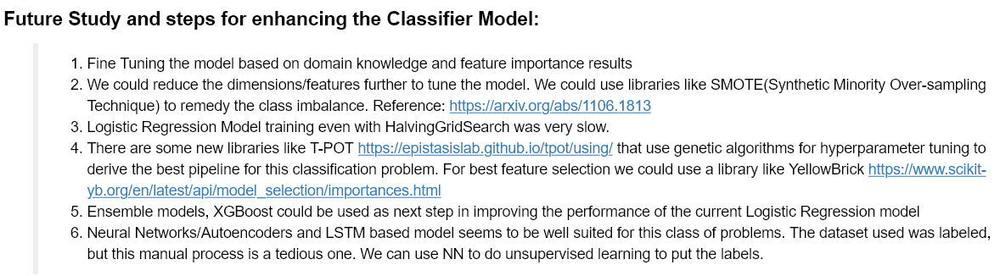 Future Study and steps for enhancing the Classifier Model:
1. Fine Tuning the model based on domain knowledge and feature importance results
2. We could reduce the dimensions/features further to tune the model. We could use libraries like SMOTE(Synthetic Minority Over-sampling
Technique) to remedy the class imbalance. Reference: https://arxiv.org/abs/1106.1813
3. Logistic Regression Model training even with HalvingGridSearch was very slow.
4. There are some new libraries like T-POT https://epistasislab.github.io/tpot/using/ that use genetic algorithms for hyperparameter tuning to
derive the best pipeline for this classification problem. For best feature selection we could use a library like YellowBrick https://www.scikit-
yb.org/en/latest/api/model_selection/importances.html
5. Ensemble models, XGBoost could be used as next step in improving the performance of the current Logistic Regression model
6. Neural Networks/Autoencoders and LSTM based model seems to be well suited for this class of problems. The dataset used was labeled,
but this manual process is a tedious one. We can use NN to do unsupervised learning to put the labels.